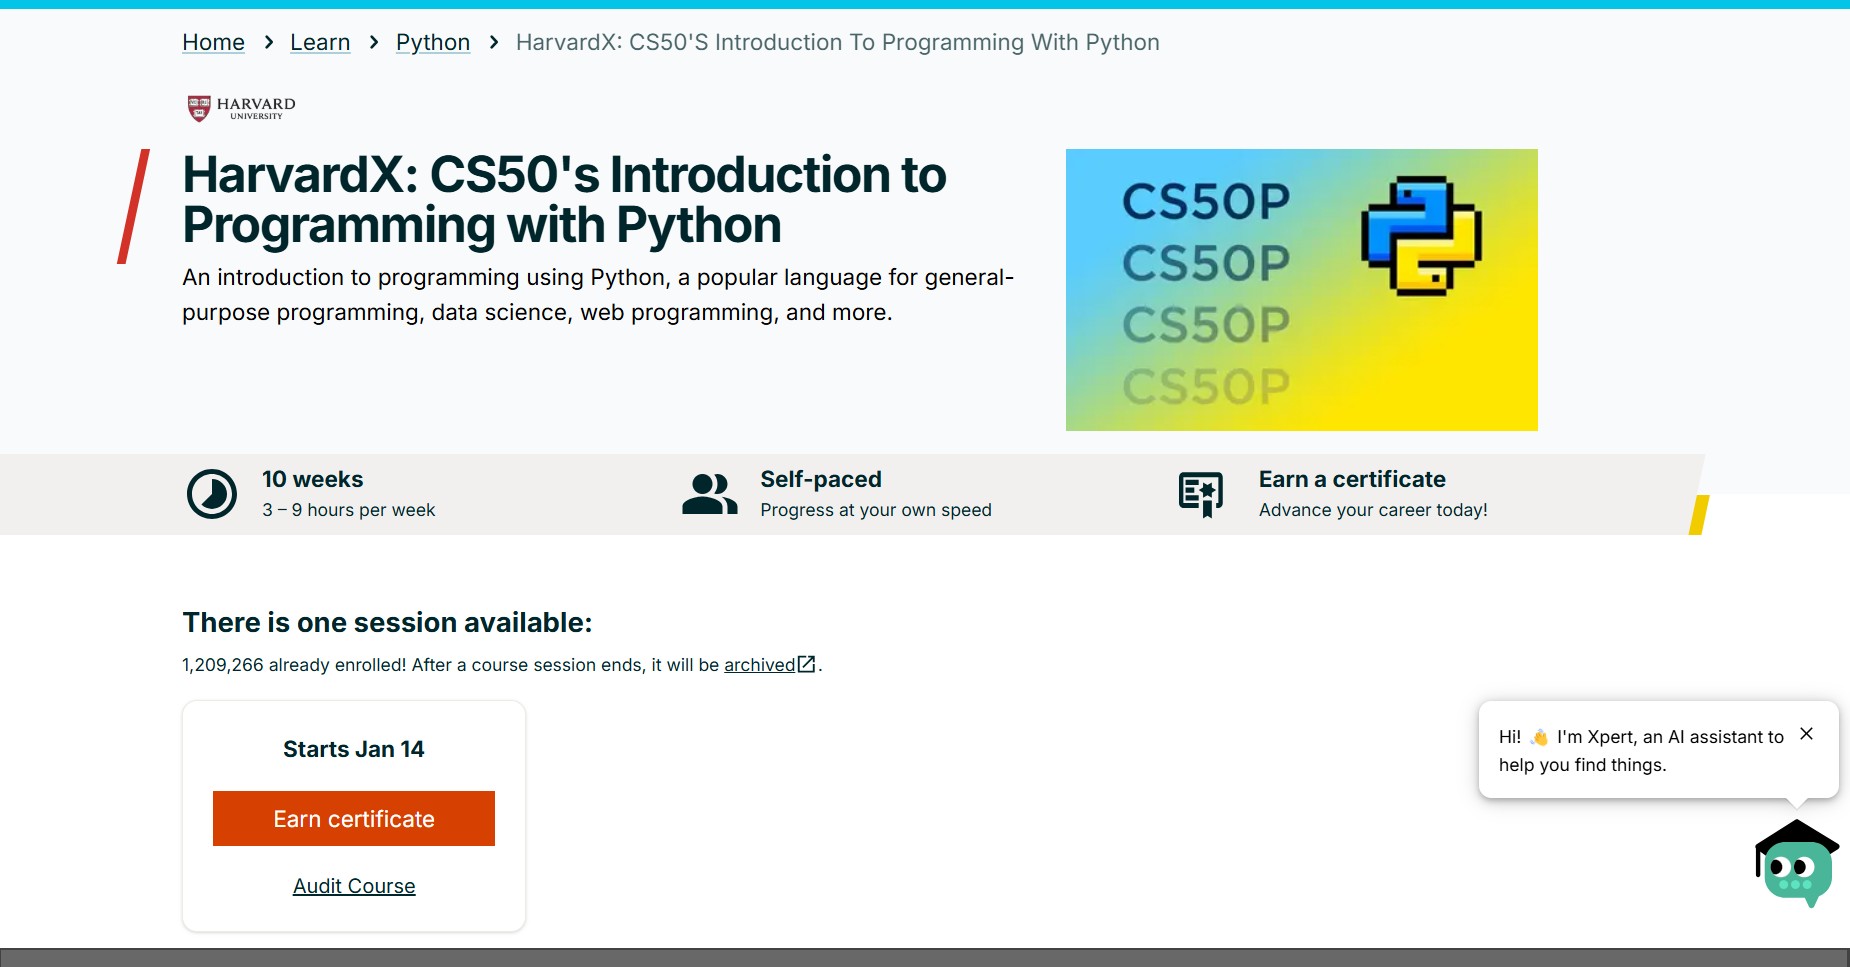 Home > Learn > Python > HarvardX: CS50'S Introduction To Programming With Python
HARVARD
UNIVERSITY
HarvardX: CS50's Introduction to
Programming with Python
An introduction to programming using Python, a popular language for general-
purpose programming, data science, web programming, and more.
CS50P
CS50P
CS50P
CS50P
10 weeks
3 – 9 hours per week
Self-paced
Progress at your own speed
Earn a certificate
Advance your career today!
There is one session available:
1,209,266 already enrolled! After a course session ends, it will be archived.
Starts Jan 14
Earn certificate
Audit Course
Hi! 👋 I'm Xpert, an AI assistant to
help you find things.